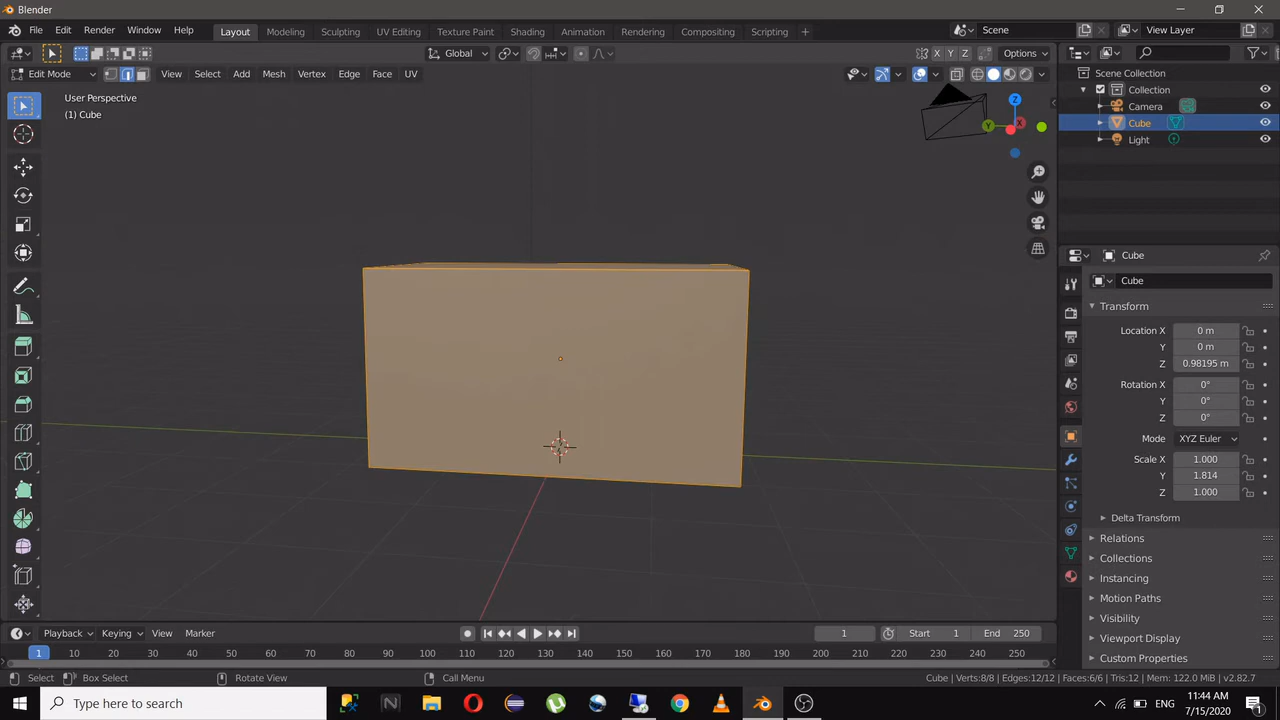 Blender
File Edit Render Window Help Layout Modeling Sculpting UV Editing Texture Paint Shading Animation Rendering Compositing Scripting + Scene View Layer
Global X Y Z Options
Edit Mode View Select Add Mesh Vertex Edge Face UV
User Perspective
(1) Cube
Z
Y
X
Scene Collection
Collection
Camera
Cube
Light
Cube
Cube
Transform
Location X 0 m
Y 0 m
Z 0.98195 m
Rotation X 0°
Y 0°
Z 0°
Mode XYZ Euler
Scale X 1.000
Y 1.814
Z 1.000
Delta Transform
Relations
Collections
Instancing
Motion Paths
Visibility
Viewport Display
Custom Properties
Playback Keying View Marker 1 Start 1 End 250
1 10 20 30 40 50 60 70 80 90 100 110 120 130 140 150 160 170 180 190 200 210 220 230 240 250
Select Box Select Rotate View Call Menu Cube | Verts:8/8 | Edges:12/12 | Faces:6/6 | Tris:12 | Mem: 122.0 MiB | v2.82.7
Type here to search
ENG
11:44 AM
7/15/2020
1